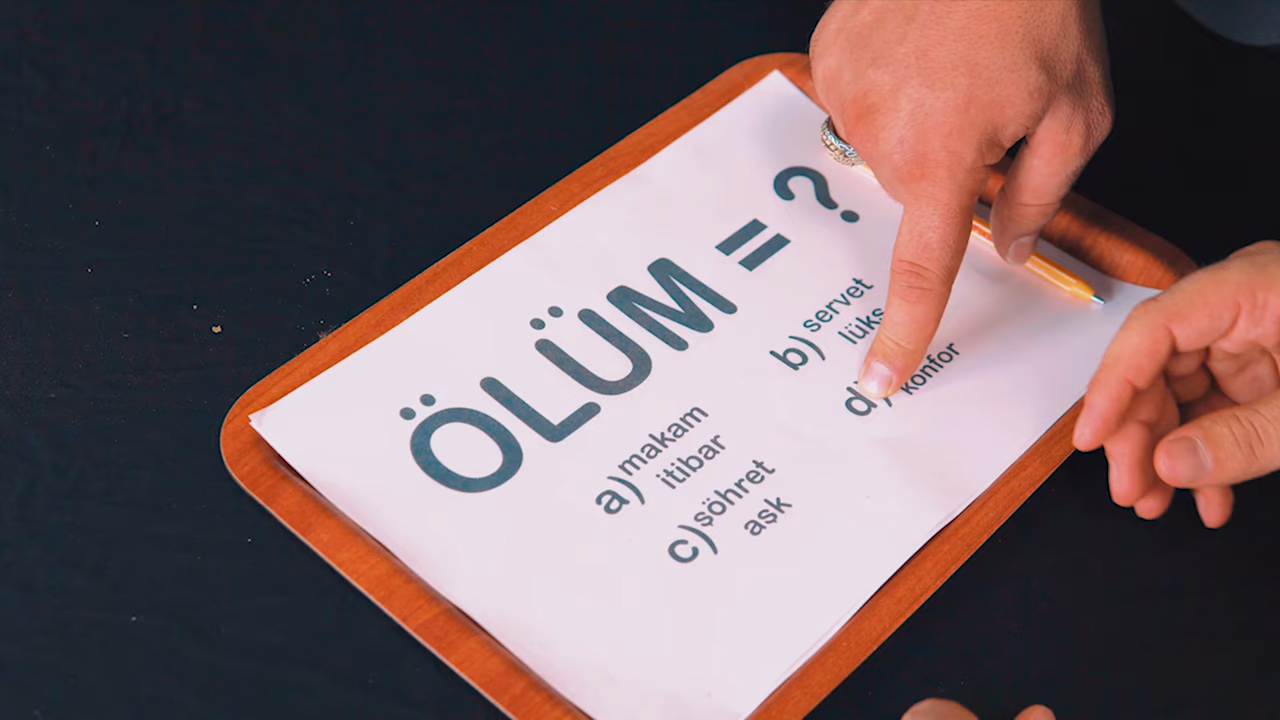 ÖLÜM = ?
a) makam
itibar
b) servet
lüks
c) şöhret
aşk
d) konfor